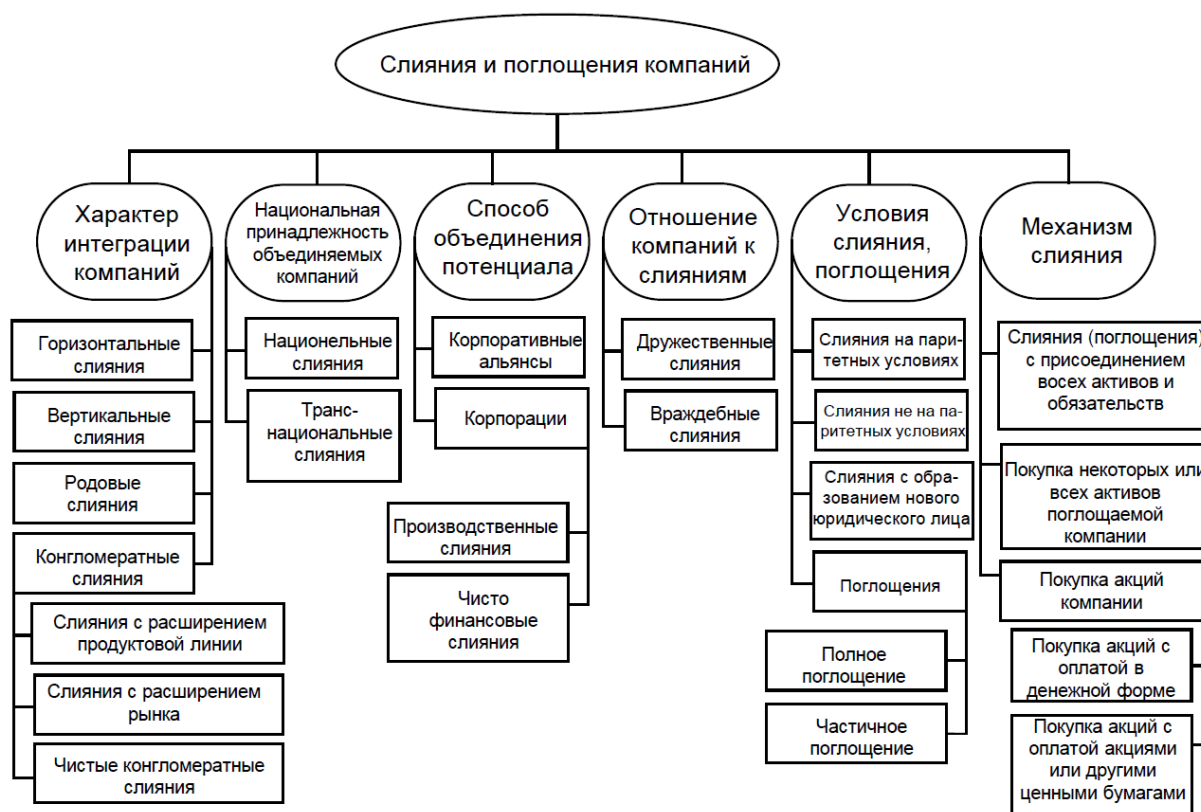 Слияния и поглощения компаний
Характер
интеграции
компаний
Национальная
принадлежность
объединяемых
компаний
Способ
объединения
потенциала
Отношение
компаний к
слияниям
Условия
слияния,
поглощения
Механизм
слияния
Горизонтальные
слияния
Вертикальные
слияния
Родовые
слияния
Конгломератные
слияния
Слияния с расширением
продуктовой линии
Слияния с расширением
рынка
Чистые конгломератные
слияния
Национельные
слияния
Транс-
национальные
слияния
Корпоративные
альянсы
Корпорации
Производственные
слияния
Чисто
финансовые
слияния
Дружественные
слияния
Враждебные
слияния
Слияния на пари-
тетных условиях
Слияния не на па-
ритетных условиях
Слияния с обра-
зованием нового
юридического лица
Поглощения
Полное
поглощение
Частичное
поглощение
Слияния (поглощения)
с присоединением
восех активов и
обязательств
Покупка некоторых или
всех активов
поглощаемой
компании
Покупка акций
компании
Покупка акций с
оплатой в
денежной форме
Покупка акций с
оплатой акциями
или другими
ценными бумагами